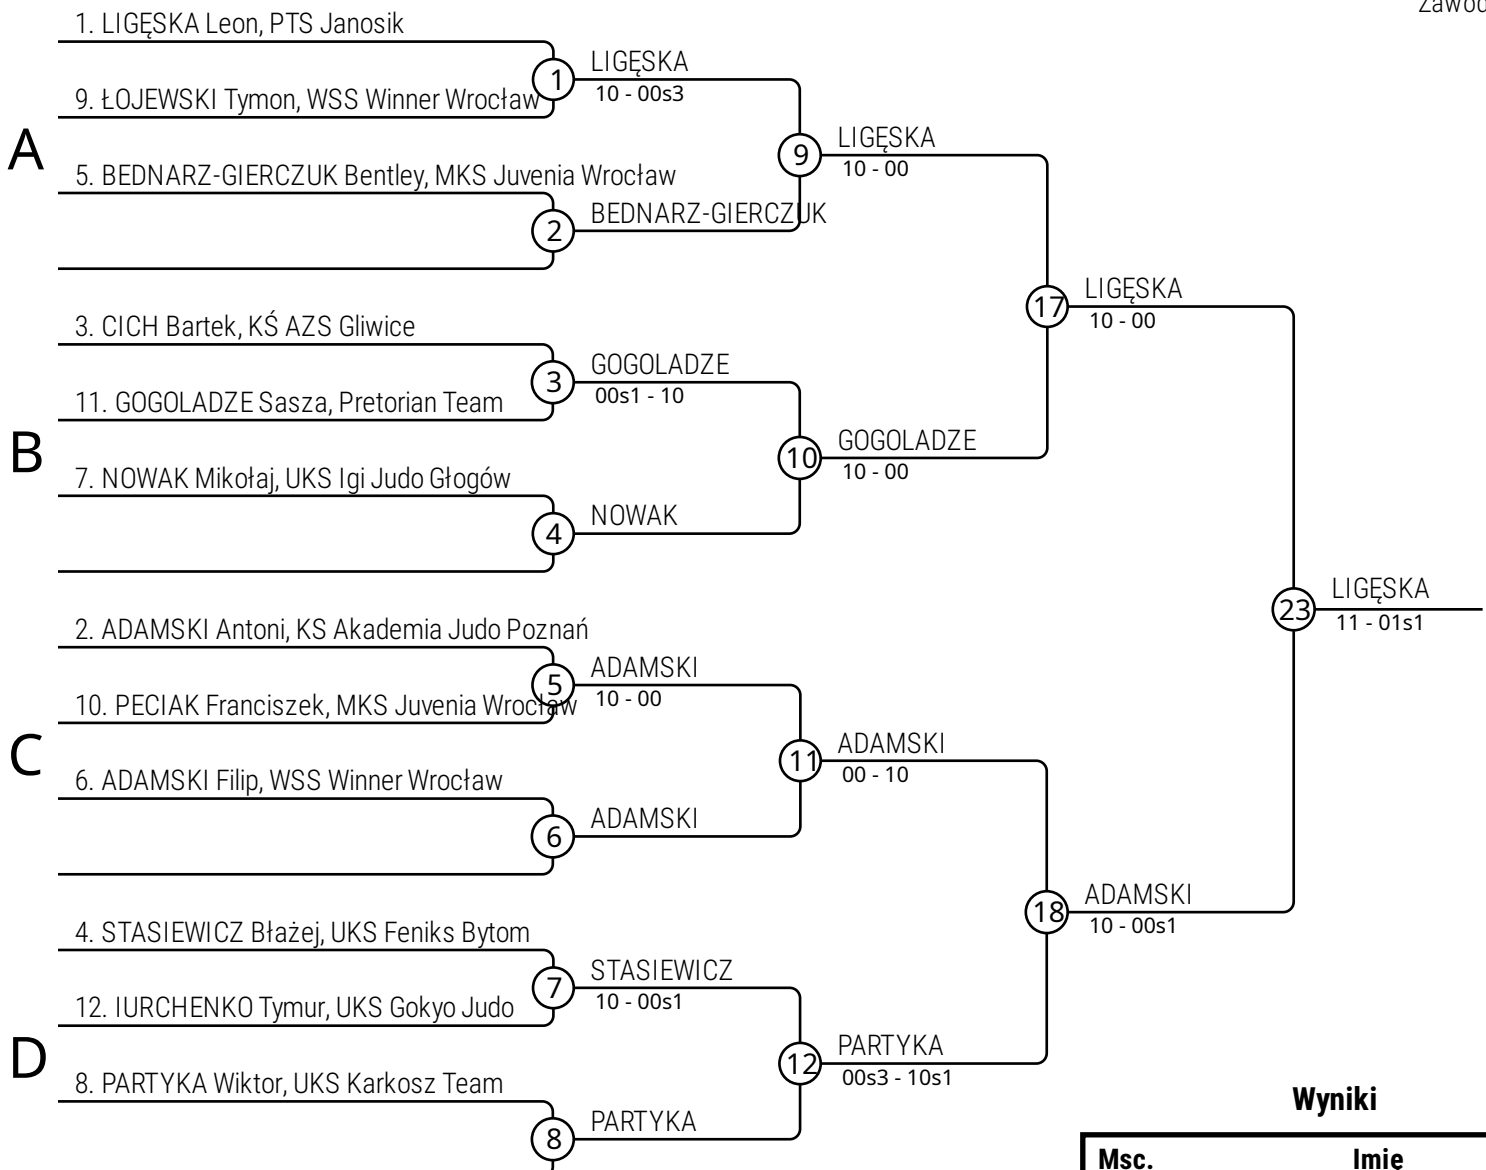 Zawod
1. LIGĘSKA Leon, PTS Janosik
9. ŁOJEWSKI Tymon, WSS Winner Wrocław
1
LIGĘSKA
10 - 00s3
A
5. BEDNARZ-GIERCZUK Bentley, MKS Juvenia Wrocław
2
BEDNARZ-GIERCZUK
9
LIGĘSKA
10 - 00
3. CICH Bartek, KŚ AZS Gliwice
11. GOGOLADZE Sasza, Pretorian Team
3
GOGOLADZE
00s1 - 10
B
7. NOWAK Mikołaj, UKS Igi Judo Głogów
4
NOWAK
10
GOGOLADZE
10 - 00
17
LIGĘSKA
10 - 00
2. ADAMSKI Antoni, KS Akademia Judo Poznań
10. PECIAK Franciszek, MKS Juvenia Wrocław
5
ADAMSKI
10 - 00
C
6. ADAMSKI Filip, WSS Winner Wrocław
6
ADAMSKI
11
ADAMSKI
00 - 10
4. STASIEWICZ Błażej, UKS Feniks Bytom
12. IURCHENKO Tymur, UKS Gokyo Judo
7
STASIEWICZ
10 - 00s1
D
8. PARTYKA Wiktor, UKS Karkosz Team
8
PARTYKA
12
PARTYKA
00s3 - 10s1
18
ADAMSKI
10 - 00s1
23
LIGĘSKA
11 - 01s1
Wyniki
Msc. Imię